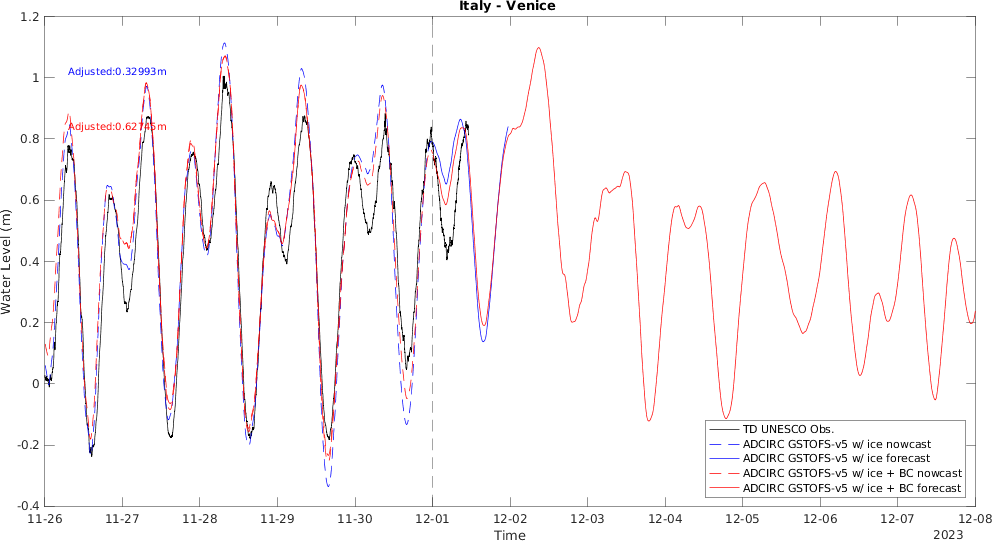 Italy - Venice
1.2
1
0.8
0.6
0.4
0.2
0
-0.2
-0.4
Water Level (m)
Adjusted:0.32993m
Adjusted:0.62745m
TD UNESCO Obs.
ADCIRC GSTOFS-v5 w/ ice nowcast
ADCIRC GSTOFS-v5 w/ ice forecast
ADCIRC GSTOFS-v5 w/ ice + BC nowcast
ADCIRC GSTOFS-v5 w/ ice + BC forecast
11-26 11-27 11-28 11-29 11-30 12-01 12-02 12-03 12-04 12-05 12-06 12-07 12-08
Time
2023